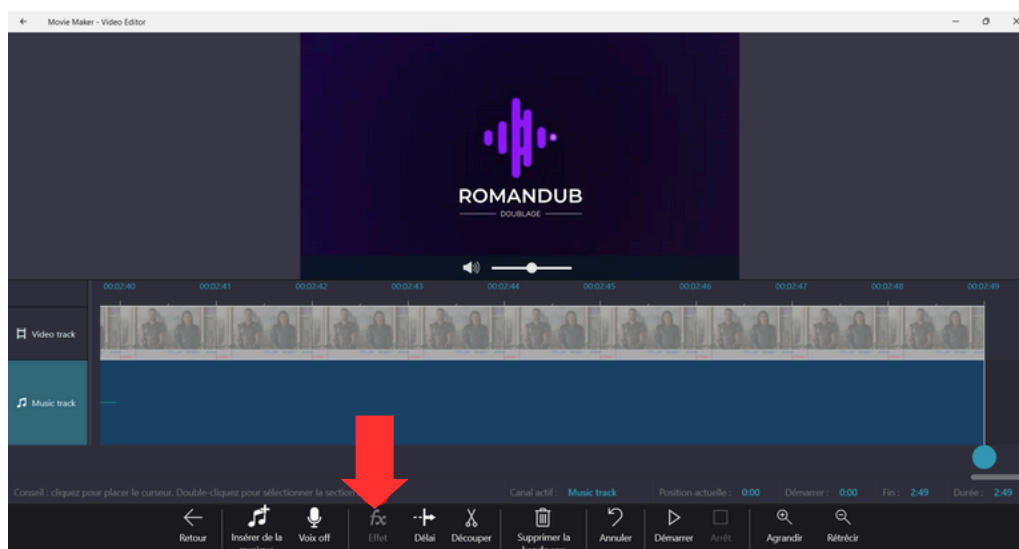 Movie Maker - Video Editor
ROMANDUB
DOUBLAGE
00:02:40 00:02:41 00:02:42 00:02:43 00:02:44 00:02:45 00:02:46 00:02:47 00:02:48 00:02:49
Video track
Music track
Conseil : cliquez pour placer le curseur. Double-cliquez pour sélectionner la section
Canal actif : Music track Position actuelle : 0:00 Démarrer : 0:00 Fin : 2:49 Durée : 2:49
Retour Insérer de la Voix off fx Effet Délai Découper Supprimer la Annuler Démarrer Arrêt Agrandir Rétrécir